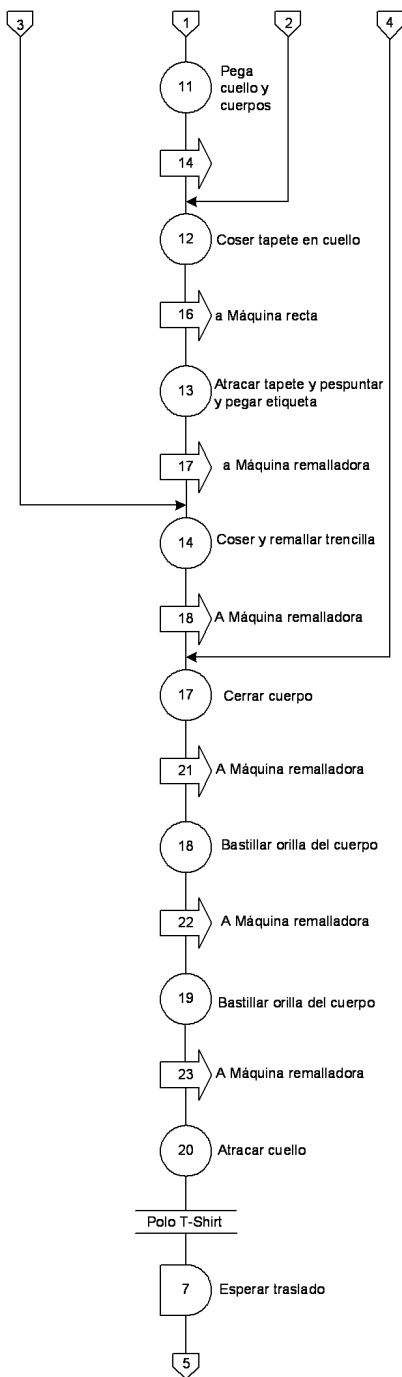 3
1
2
4
11
Pega
cuello y
cuerpos
14
12
Coser tapete en cuello
16
a Máquina recta
13
Atracar tapete y pespuntar
y pegar etiqueta
17
a Máquina remalladora
14
Coser y remallar trencilla
18
A Máquina remalladora
17
Cerrar cuerpo
21
A Máquina remalladora
18
Bastillar orilla del cuerpo
22
A Máquina remalladora
19
Bastillar orilla del cuerpo
23
A Máquina remalladora
20
Atracar cuello
Polo T-Shirt
7
Esperar traslado
5